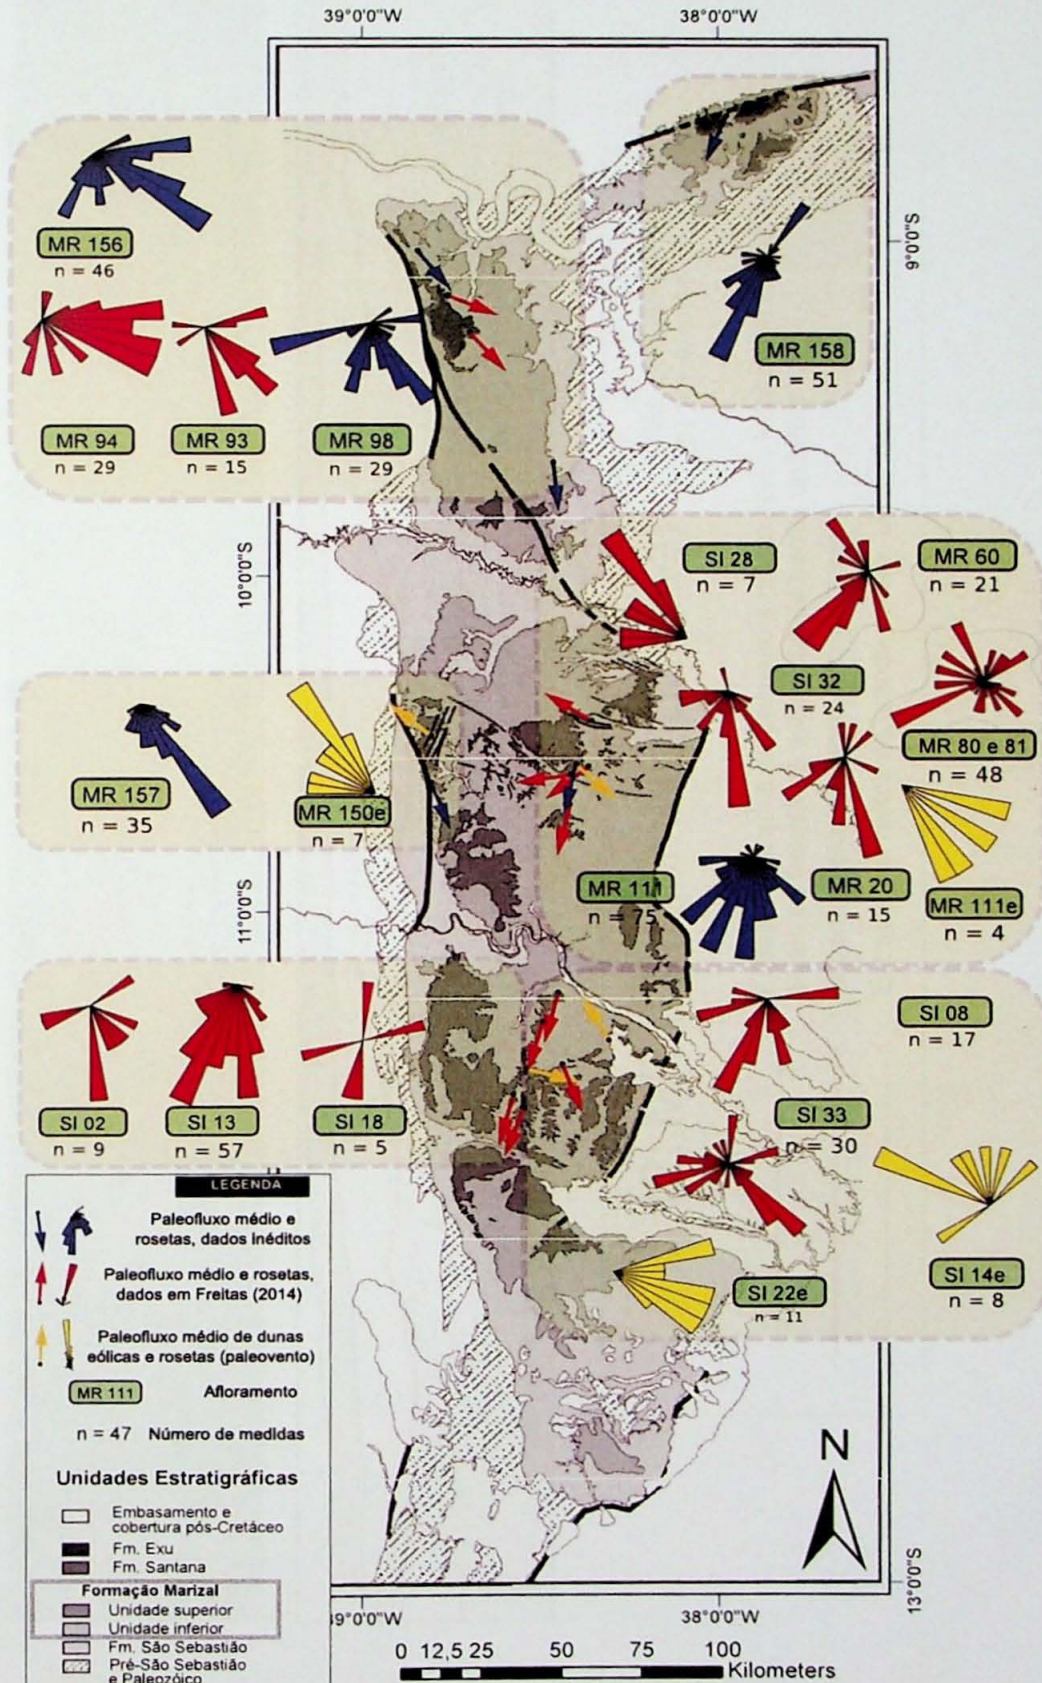 39°0'0"W
38°0'0"W
9°0'0"S
MR 156
n = 46
MR 158
n = 51
MR 94
n = 29
MR 93
n = 15
MR 98
n = 29
10°0'0"S
SI 28
n = 7
MR 60
n = 21
SI 32
n = 24
MR 80 e 81
n = 48
MR 157
n = 35
MR 150e
n = 7
MR 111
n = 75
MR 20
n = 15
MR 111e
n = 4
11°0'0"S
SI 02
n = 9
SI 13
n = 57
SI 18
n = 5
SI 08
n = 17
SI 33
n = 30
SI 14e
n = 8
SI 22e
n = 11
LEGENDA
Paleofluxo médio e
rosetas, dados inéditos
Paleofluxo médio e rosetas,
dados em Freitas (2014)
Paleofluxo médio de dunas
eólicas e rosetas (paleovento)
MR 111 Afloramento
n = 47 Número de medidas
Unidades Estratigráficas
Embasamento e
cobertura pós-Cretáceo
Fm. Exu
Fm. Santana
Formação Marizal
Unidade superior
Unidade inferior
Fm. São Sebastião
Pré-São Sebastião
e Paleozóico
N
13°0'0"S
39°0'0"W
38°0'0"W
0 12,5 25 50 75 100
Kilometers